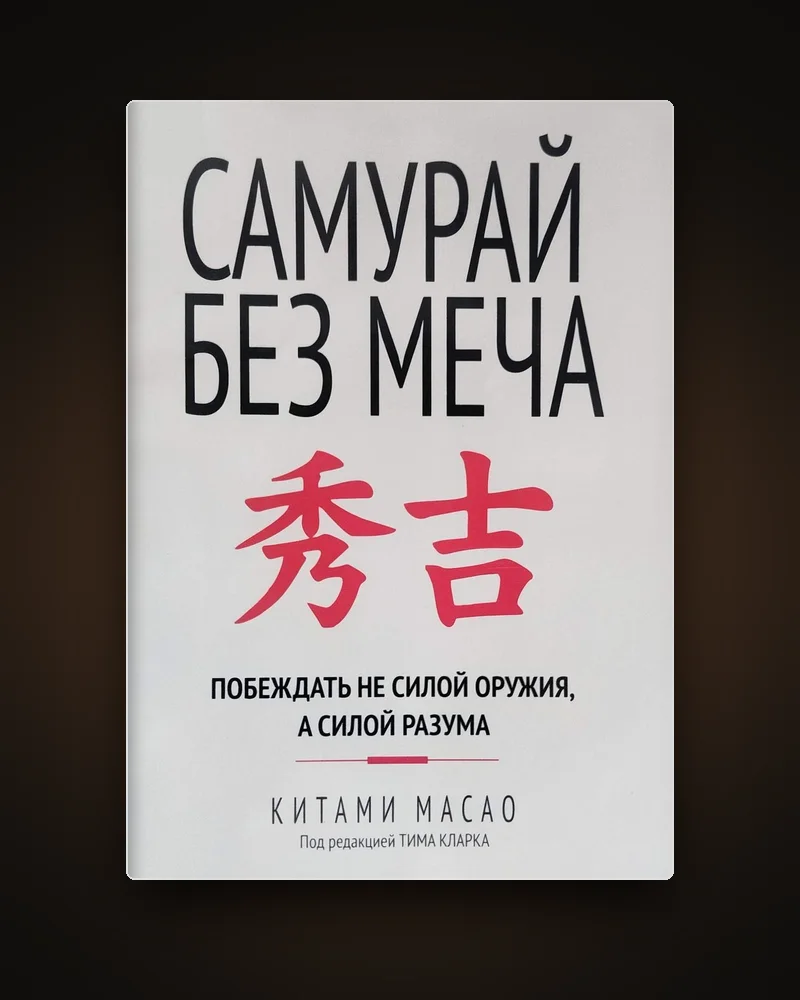 САМУРАЙ
БЕЗ МЕЧА
秀吉
ПОБЕЖДАТЬ НЕ СИЛОЙ ОРУЖИЯ,
А СИЛОЙ РАЗУМА
КИТАМИ МАСАО
Под редакцией ТИМА КЛАРКА